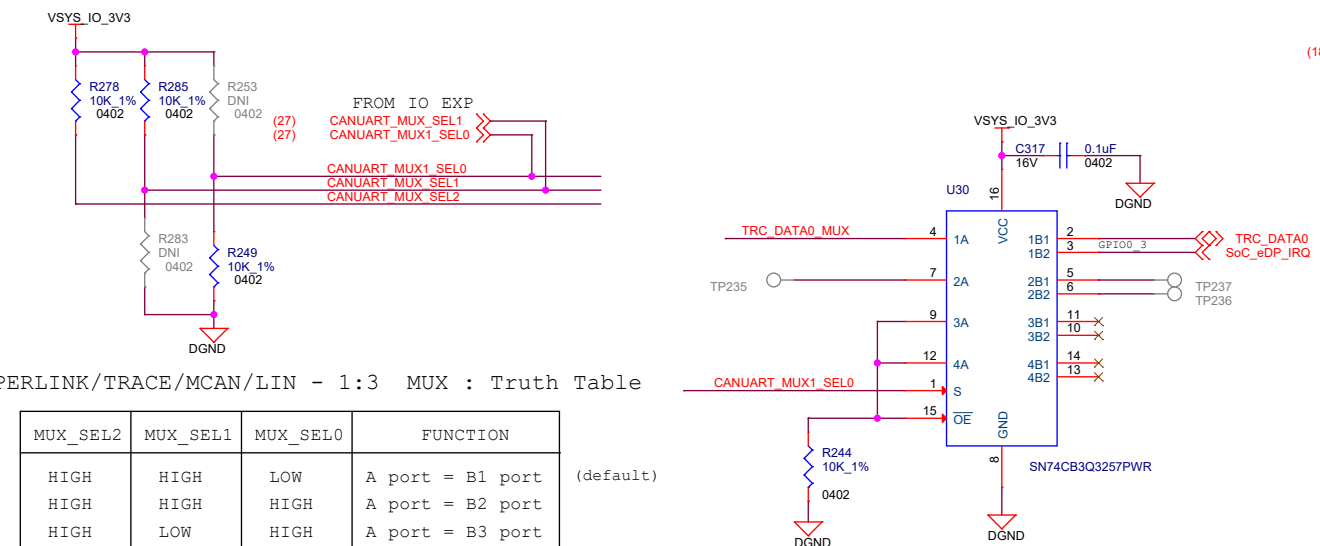 VSYS_IO_3V3
R278
10K_1%
0402
R285
10K_1%
0402
R253
DNI
0402
FROM IO EXP
(27) CANUART_MUX_SEL1
(27) CANUART_MUX1_SEL0
CANUART_MUX1_SEL0
CANUART_MUX_SEL1
CANUART_MUX_SEL2
R283
DNI
0402
R249
10K_1%
0402
DGND
PERLINK/TRACE/MCAN/LIN - 1:3 MUX : Truth Table
MUX_SEL2 MUX_SEL1 MUX_SEL0 FUNCTION
HIGH HIGH LOW A port = B1 port (default)
HIGH HIGH HIGH A port = B2 port
HIGH LOW HIGH A port = B3 port
VSYS_IO_3V3
C317 0.1uF
16V 0402
DGND
U30
16
VCC
TRC_DATA0_MUX 4 1A 1B1 2 TRC_DATA0
1B2 3 GPIO0_3 SoC_eDP_IRQ
TP235 7 2A 2B1 5 TP237
2B2 6 TP236
9 3A 3B1 11
3B2 10
12 4A 4B1 14
4B2 13
CANUART_MUX1_SEL0 1 S
15 OE
GND
8
SN74CB3Q3257PWR
R244
10K_1%
0402
DGND
DGND